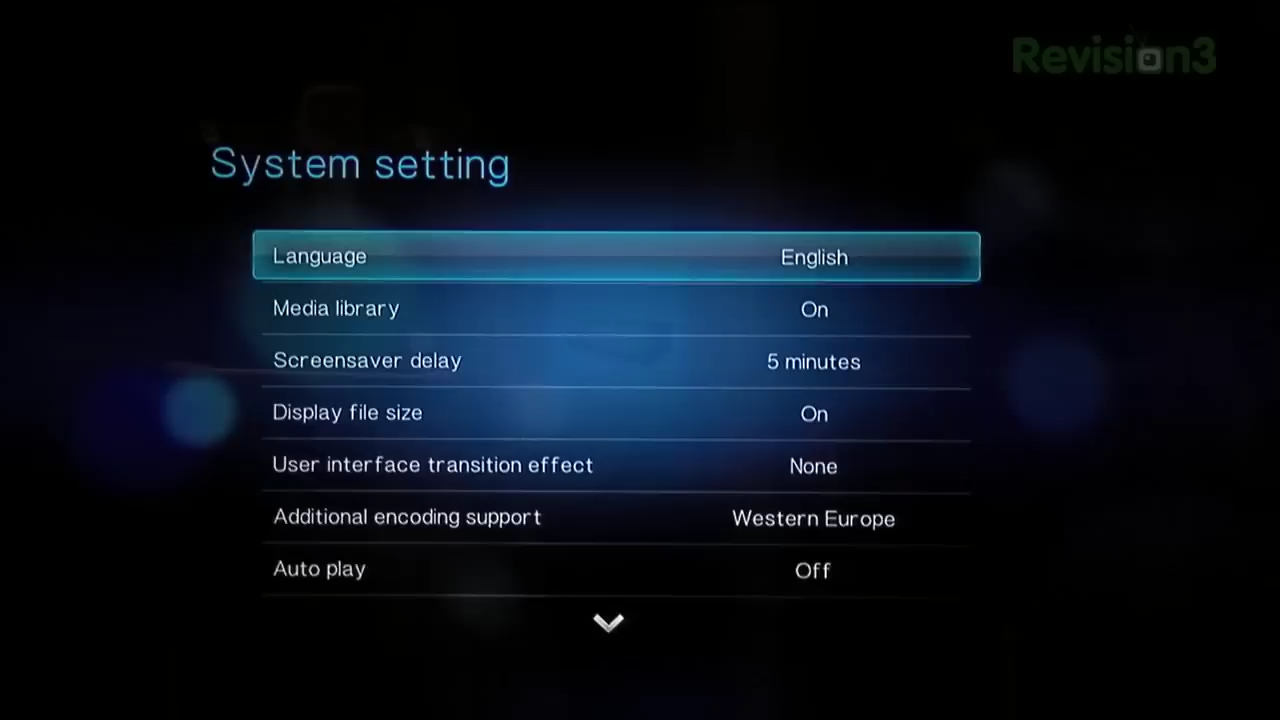 Revision3
System setting
Language English
Media library On
Screensaver delay 5 minutes
Display file size On
User interface transition effect None
Additional encoding support Western Europe
Auto play Off